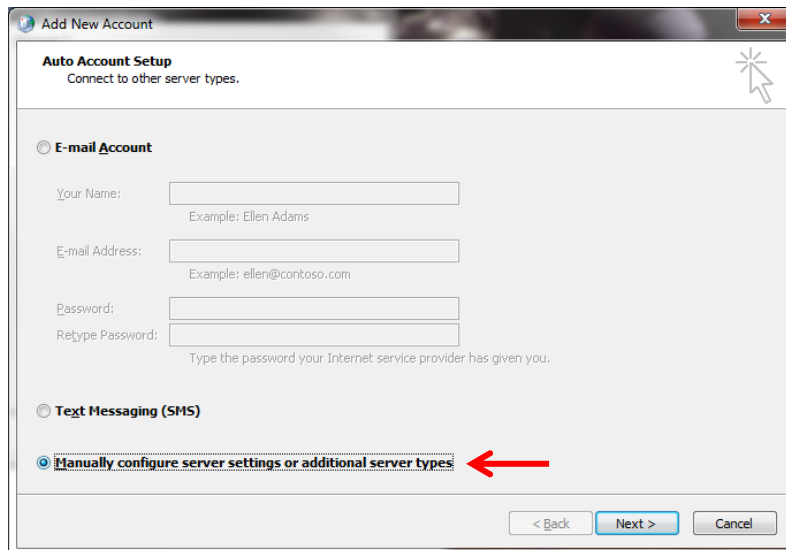 Add New Account
Auto Account Setup
Connect to other server types.
E-mail Account
Your Name:
Example: Ellen Adams
E-mail Address:
Example: ellen@contoso.com
Password:
Retype Password:
Type the password your Internet service provider has given you.
Text Messaging (SMS)
Manually configure server settings or additional server types
< Back Next > Cancel